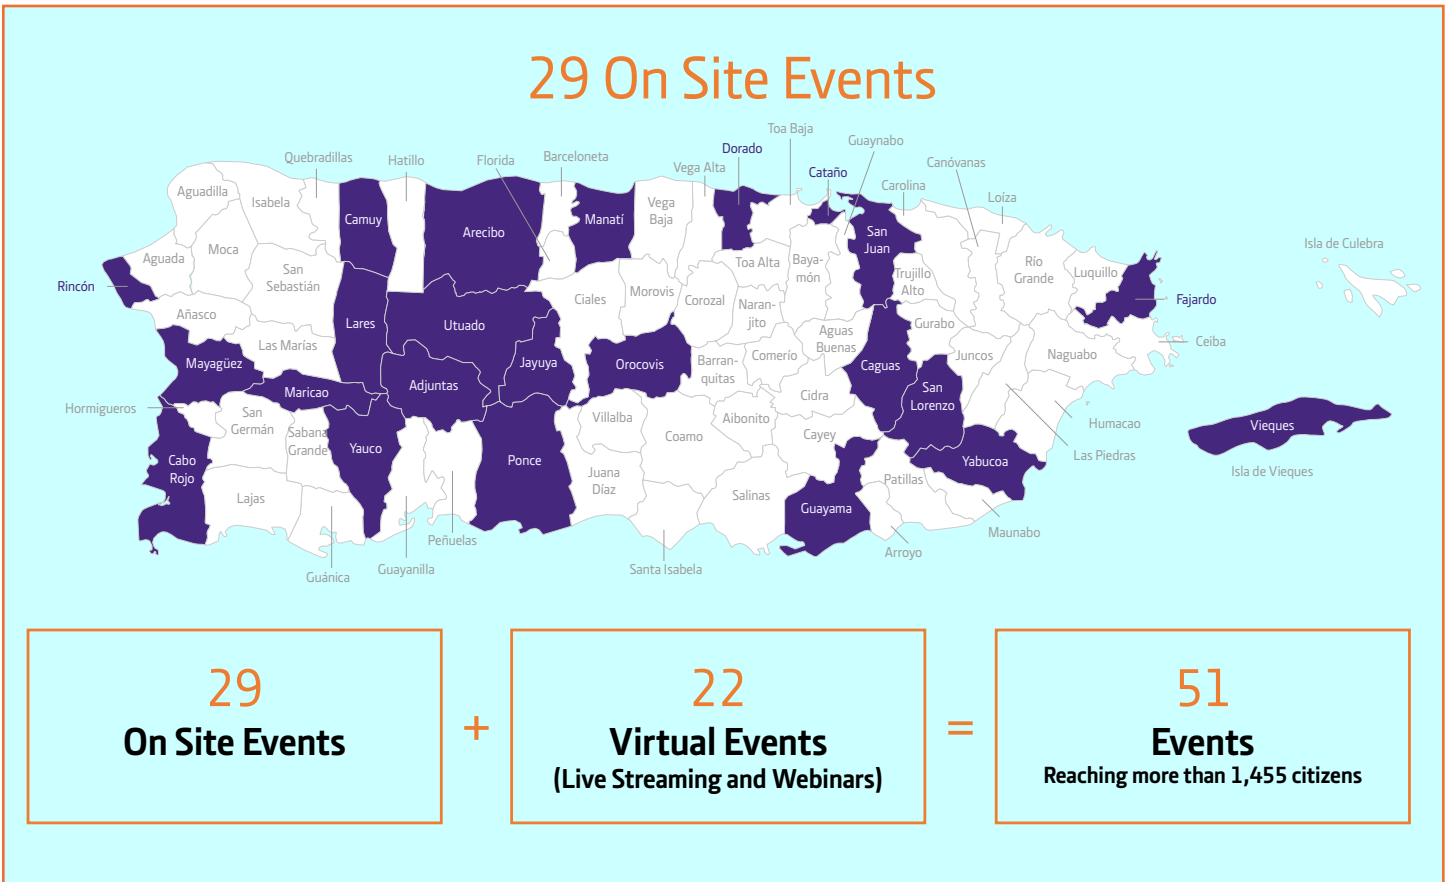 29 On Site Events
Toa Baja
Guaynabo
Dorado
Quebradillas
Hatillo
Florida
Barceloneta
Vega Alta
Cataño
Canóvanas
Carolina
Loíza
Aguadilla
Isabela
Camuy
Arecibo
Manatí
Vega
Baja
San
Juan
Isla de Culebra
Aguada
Moca
San
Sebastián
Toa Alta
Baya-
món
Trujillo
Alto
Río
Grande
Luquillo
Rincón
Fajardo
Añasco
Ciales
Morovis
Corozal
Naran-
jito
Lares
Utuado
Aguas
Buenas
Gurabo
Ceiba
Las Marías
Mayagüez
Jayuya
Orocovis
Barran-
quitas
Comerío
Caguas
Juncos
Naguabo
Maricao
Adjuntas
Cidra
San
Lorenzo
Hormigueros
San
Germán
Sabana
Grande
Villalba
Coamo
Aibonito
Cayey
Humacao
Vieques
Las Piedras
Cabo
Rojo
Yauco
Ponce
Yabucoa
Isla de Vieques
Lajas
Juana
Díaz
Salinas
Patillas
Guayama
Maunabo
Peñuelas
Arroyo
Guánica
Guayanilla
Santa Isabela
29
On Site Events
+
22
Virtual Events
(Live Streaming and Webinars)
=
51
Events
Reaching more than 1,455 citizens